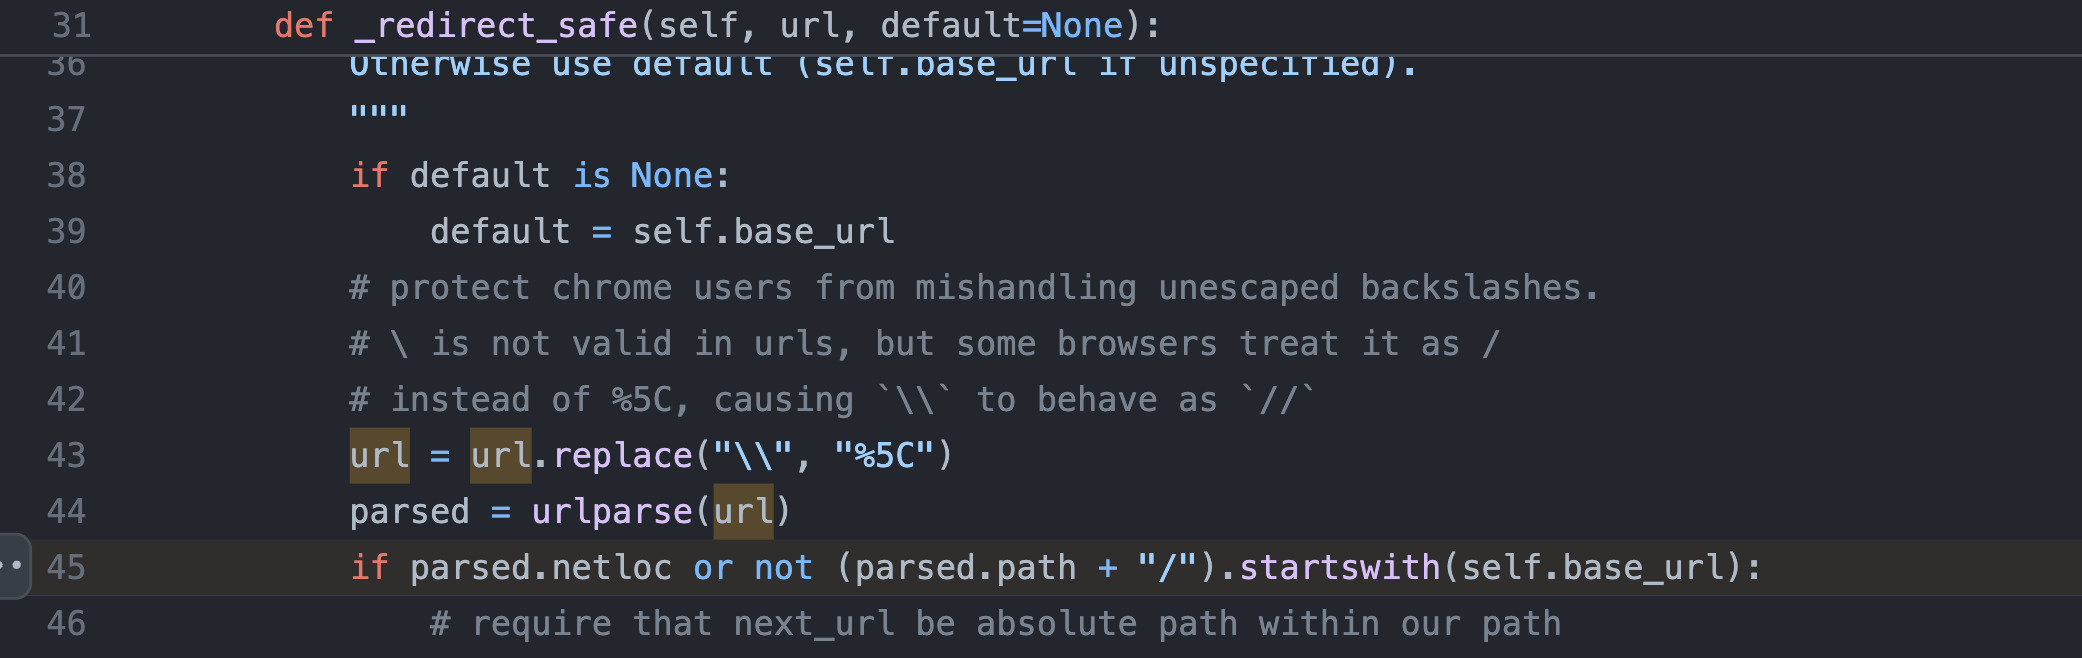 31 def _redirect_safe(self, url, default=None):
36 Otherwise use default (self.base_url if unspecified).
37 """
38 if default is None:
39 default = self.base_url
40 # protect chrome users from mishandling unescaped backslashes.
41 # \ is not valid in urls, but some browsers treat it as /
42 # instead of %5C, causing `\\` to behave as `//`
43 url = url.replace("\\", "%5C")
44 parsed = urlparse(url)
45 if parsed.netloc or not (parsed.path + "/").startswith(self.base_url):
46 # require that next_url be absolute path within our path